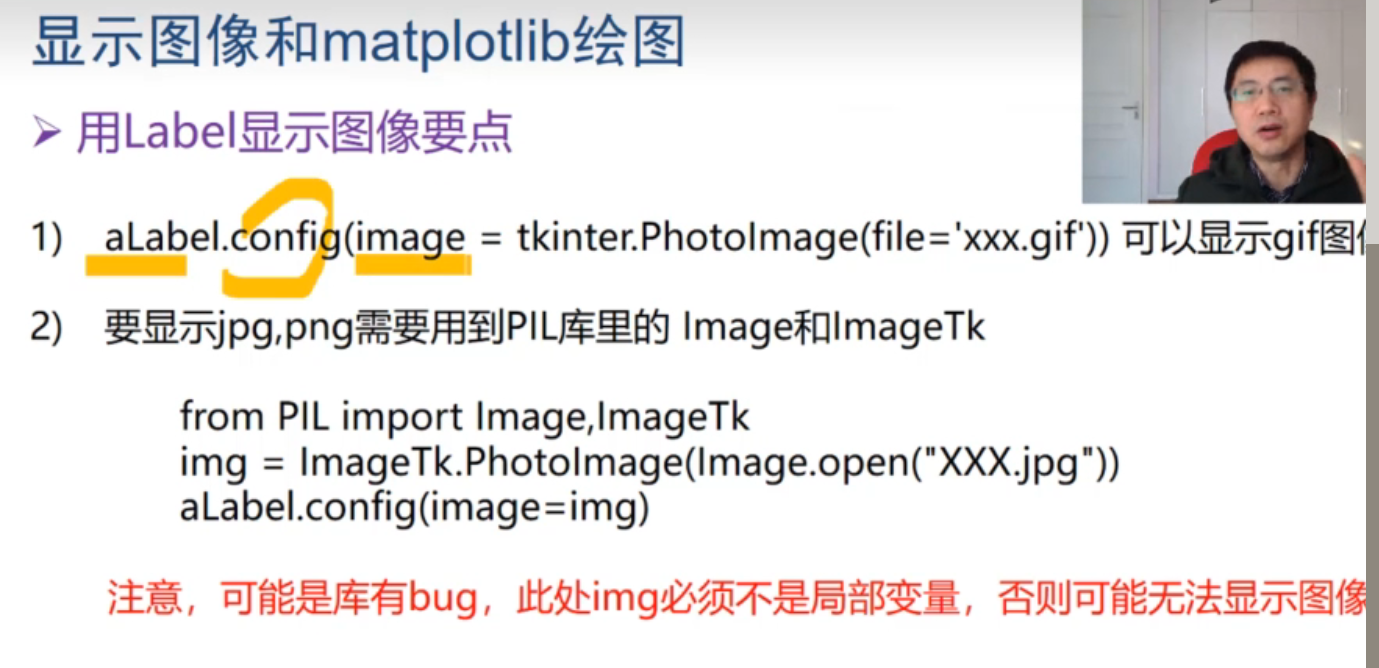 显示图像和matplotlib绘图
➢ 用Label显示图像要点
1) aLabel.config(image = tkinter.PhotoImage(file='xxx.gif')) 可以显示gif图
2) 要显示jpg,png需要用到PIL库里的 Image和ImageTk
from PIL import Image,ImageTk
img = ImageTk.PhotoImage(Image.open("XXX.jpg"))
aLabel.config(image=img)
注意，可能是库有bug，此处img必须不是局部变量，否则可能无法显示图像